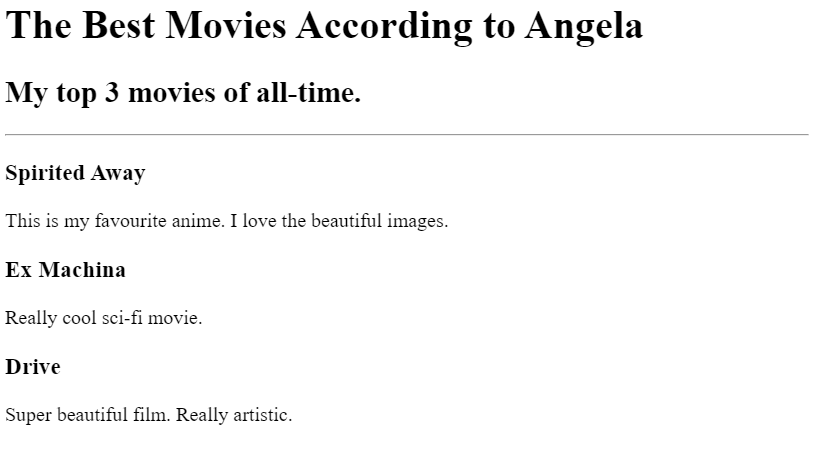 The Best Movies According to Angela
My top 3 movies of all-time.
Spirited Away
This is my favourite anime. I love the beautiful images.
Ex Machina
Really cool sci-fi movie.
Drive
Super beautiful film. Really artistic.